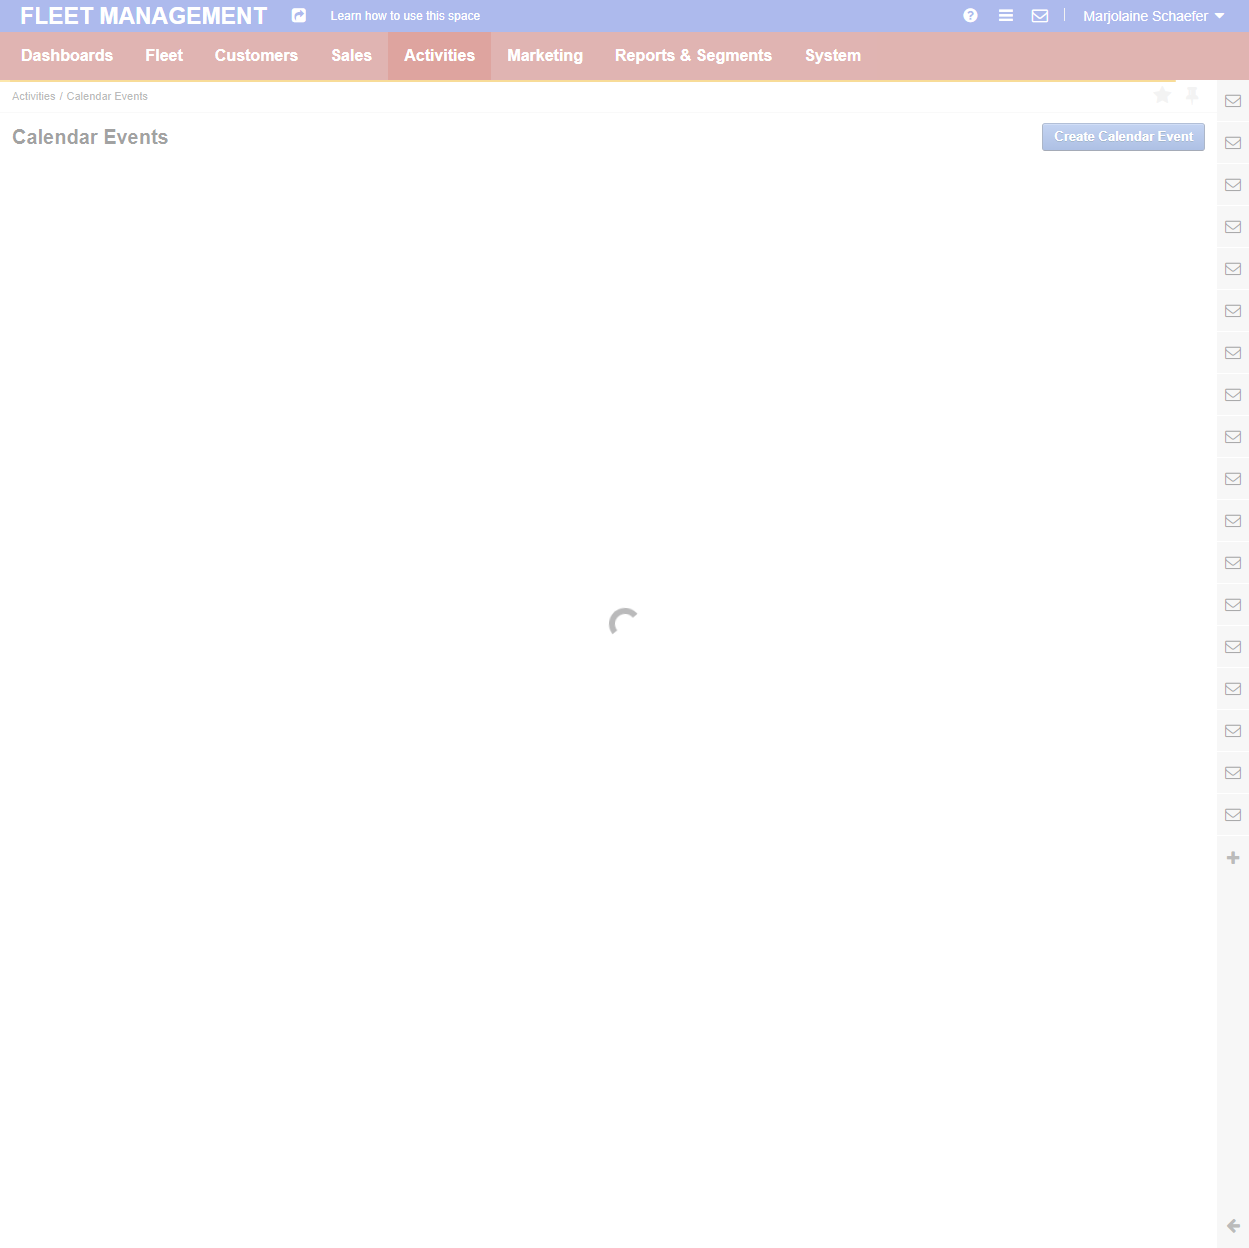 FLEET MANAGEMENT Learn how to use this space Marjolaine Schaefer
Dashboards Fleet Customers Sales Activities Marketing Reports & Segments System
Activities / Calendar Events
Calendar Events Create Calendar Event